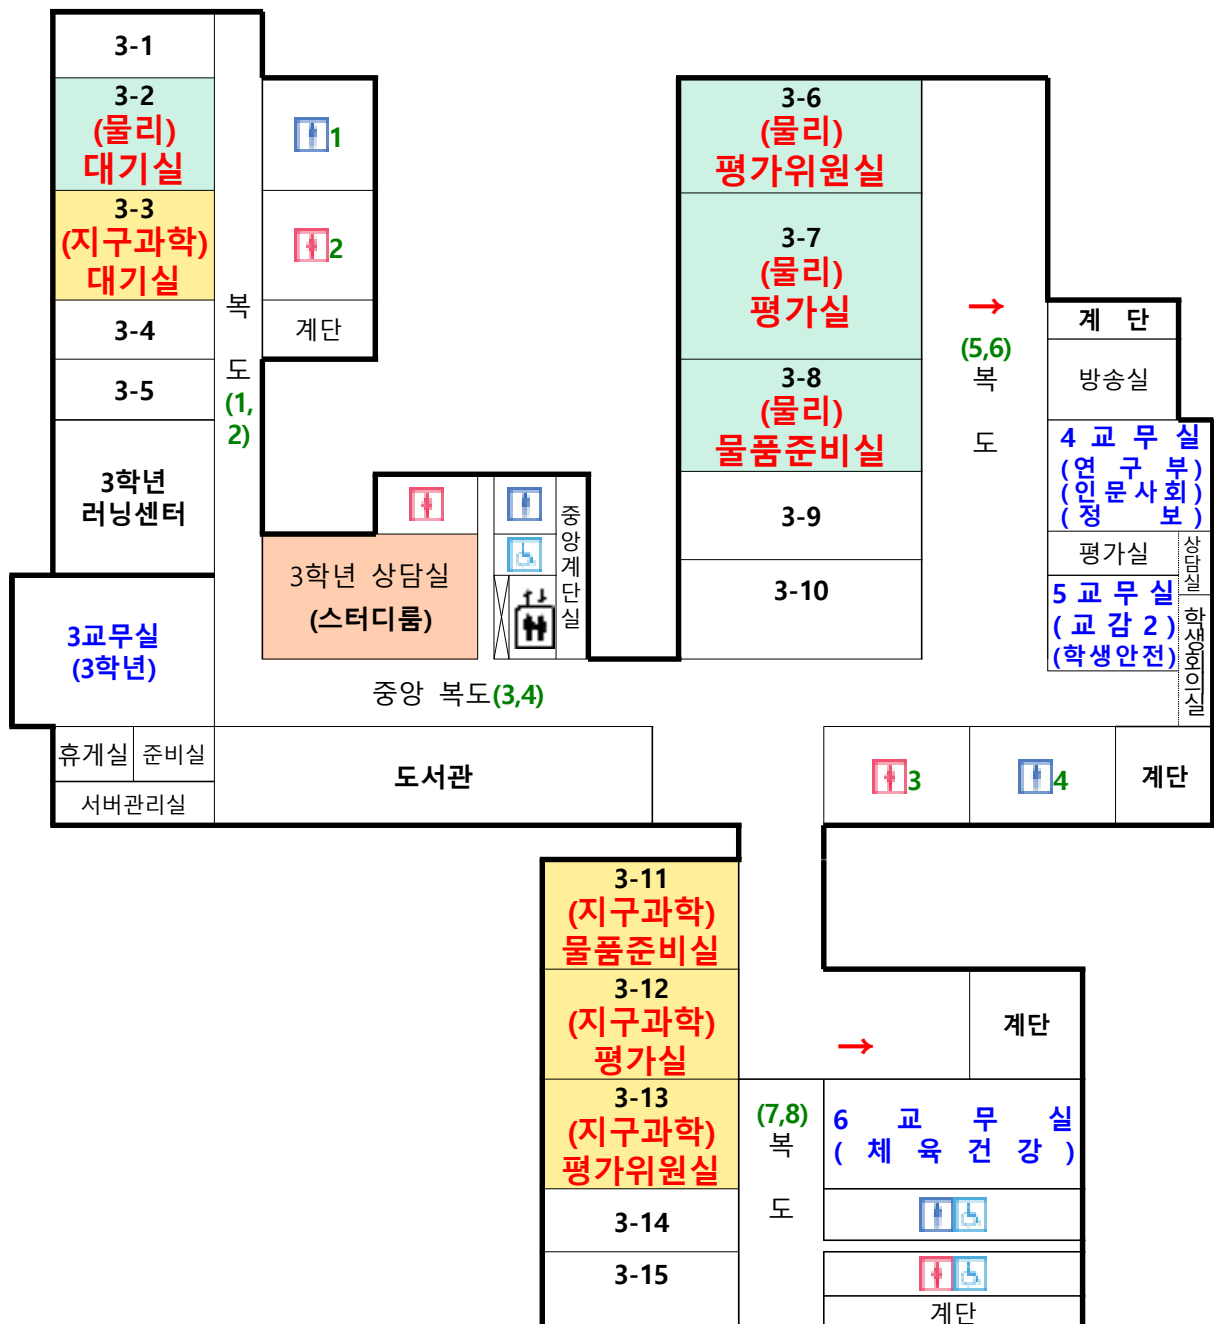 3-1
3-2
(물리)
대기실
3-3
(지구과학)
대기실
3-4
3-5
3학년
러닝센터
3교무실
(3학년)
휴게실
준비실
서버관리실
복
도
(1,
2)
1
2
계단
3학년 상담실
(스터디룸)
중앙계단실
중앙 복도(3,4)
도서관
3-6
(물리)
평가위원실
3-7
(물리)
평가실
3-8
(물리)
물품준비실
3-9
3-10
→
(5,6)
복
도
계 단
방송실
4 교 무 실
(연 구 부)
(인문사회)
(정 보)
평가실
상담실
5 교 무 실
( 교 감 2 )
(학생안전)
학생회의실
3
4
계단
3-11
(지구과학)
물품준비실
3-12
(지구과학)
평가실
3-13
(지구과학)
평가위원실
3-14
3-15
→
계단
(7,8)
복
도
6 교 무 실
( 체 육 건 강 )
계단